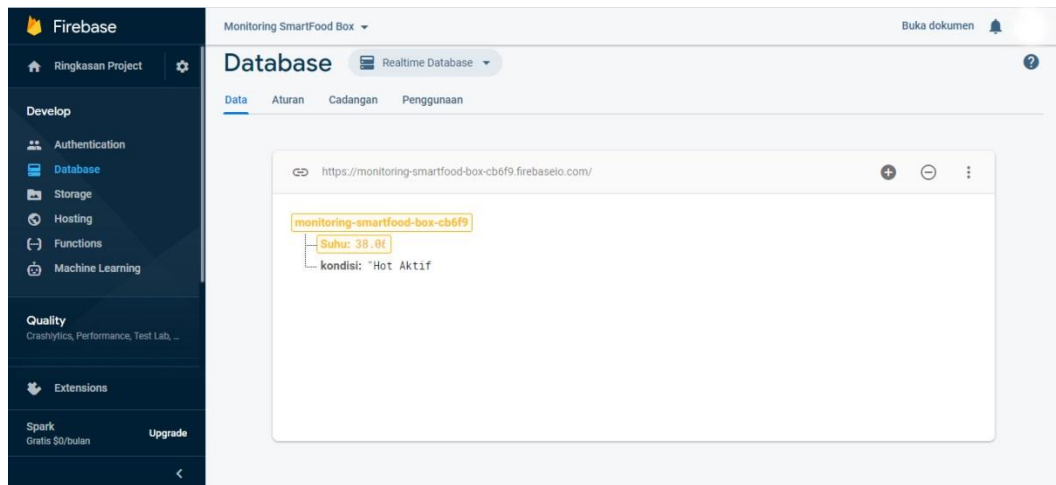 Firebase
Monitoring SmartFood Box
Buka dokumen
Ringkasan Project
Database
Realtime Database
Data
Aturan
Cadangan
Penggunaan
Develop
Authentication
Database
Storage
Hosting
Functions
Machine Learning
https://monitoring-smartfood-box-cb6f9.firebaseio.com/
monitoring-smartfood-box-cb6f9
Suhu: 38.06
kondisi: "Hot Aktif
Quality
Crashlytics, Performance, Test Lab, ...
Extensions
Spark
Gratis $0/bulan
Upgrade